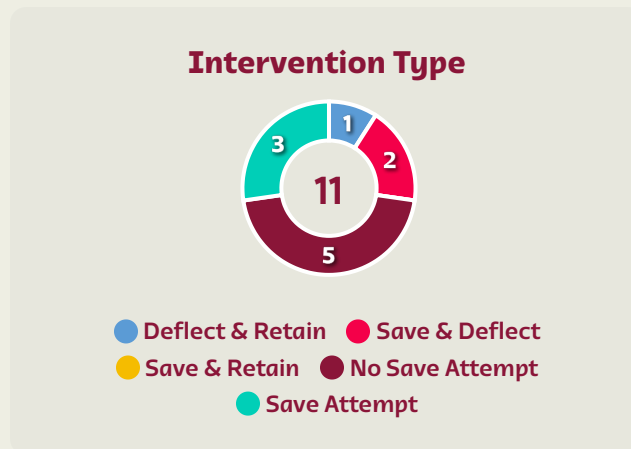 Intervention Type
1
3
2
11
5
Deflect & Retain Save & Deflect
Save & Retain No Save Attempt
Save Attempt